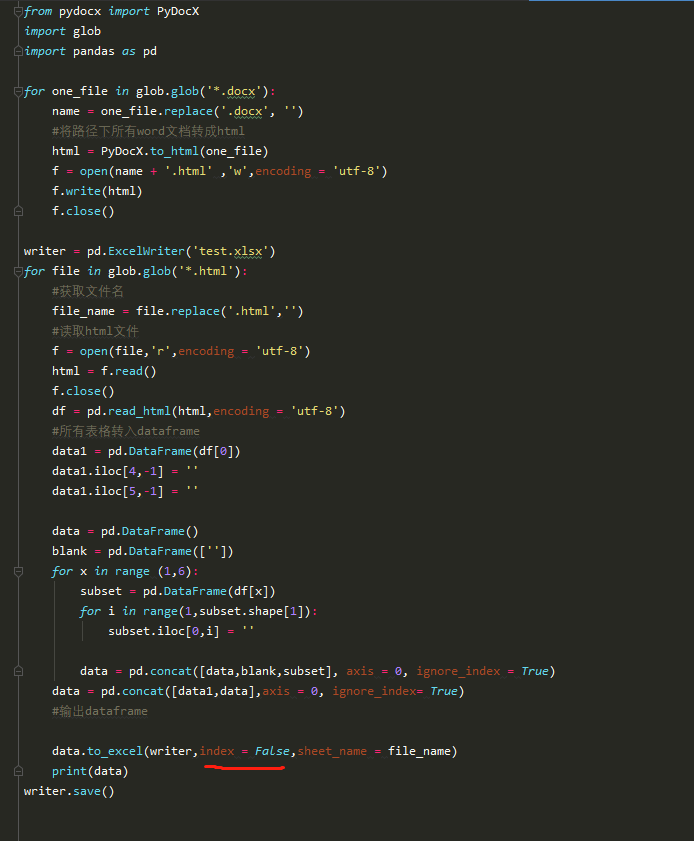 from pydocx import PyDocX
import glob
import pandas as pd
for one_file in glob.glob('*.docx'):
name = one_file.replace('.docx', '')
#将路径下所有word文档转成html
html = PyDocX.to_html(one_file)
f = open(name + '.html' ,'w',encoding = 'utf-8')
f.write(html)
f.close()
writer = pd.ExcelWriter('test.xlsx')
for file in glob.glob('*.html'):
#获取文件名
file_name = file.replace('.html','')
#读取html文件
f = open(file,'r',encoding = 'utf-8')
html = f.read()
f.close()
df = pd.read_html(html,encoding = 'utf-8')
#所有表格转入dataframe
data1 = pd.DataFrame(df[0])
data1.iloc[4,-1] = ''
data1.iloc[5,-1] = ''
data = pd.DataFrame()
blank = pd.DataFrame([''])
for x in range (1,6):
subset = pd.DataFrame(df[x])
for i in range(1,subset.shape[1]):
subset.iloc[0,i] = ''
data = pd.concat([data,blank,subset], axis = 0, ignore_index = True)
data = pd.concat([data1,data],axis = 0, ignore_index= True)
#输出dataframe
data.to_excel(writer,index = False,sheet_name = file_name)
print(data)
writer.save()